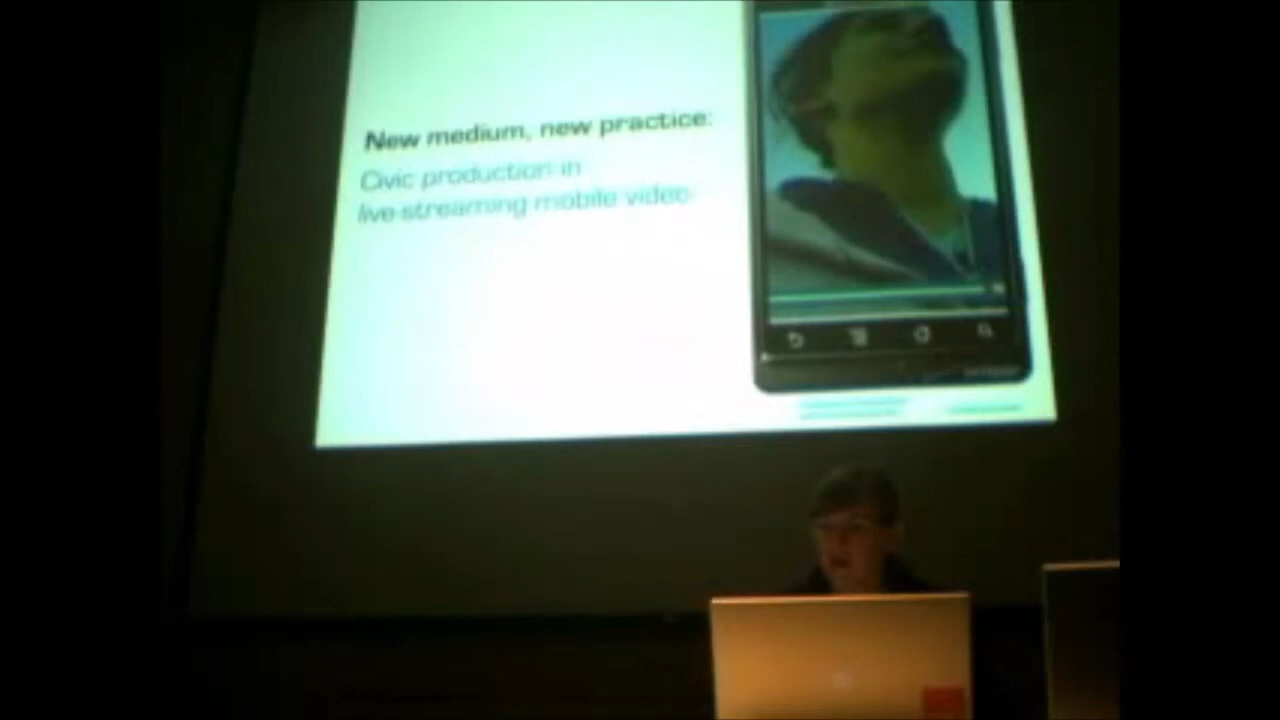 New medium, new practice:
Civic production in
live-streaming mobile video